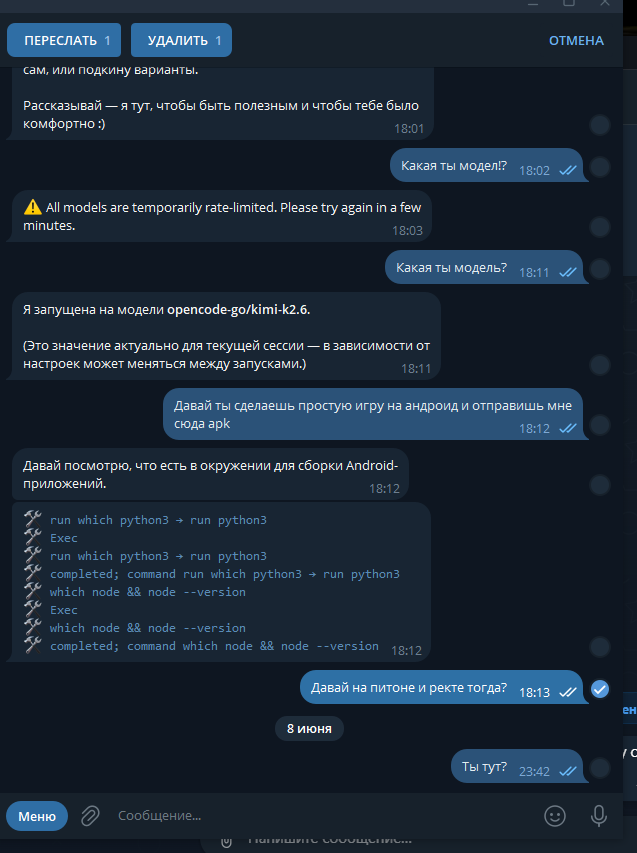 ПЕРЕСЛАТЬ 1 УДАЛИТЬ 1 ОТМЕНА
сам, или подкину варианты.
Рассказывай — я тут, чтобы быть полезным и чтобы тебе было
комфортно :)
18:01
Какая ты модел!? 18:02
⚠️ All models are temporarily rate-limited. Please try again in a few
minutes.
18:03
Какая ты модель? 18:11
Я запущена на модели opencode-go/kimi-k2.6.
(Это значение актуально для текущей сессии — в зависимости от
настроек может меняться между запусками.)
18:11
Давай ты сделаешь простую игру на андроид и отправишь мне
сюда apk
18:12
Давай посмотрю, что есть в окружении для сборки Android-
приложений.
18:12
🛠 run which python3 → run python3
🛠 Exec
🛠 run which python3 → run python3
🛠 completed; command run which python3 → run python3
🛠 which node && node --version
🛠 Exec
🛠 which node && node --version
🛠 completed; command which node && node --version
18:12
Давай на питоне и ректе тогда? 18:13
8 июня
Ты тут? 23:42
Меню Сообщение...
Напишите сообщение...